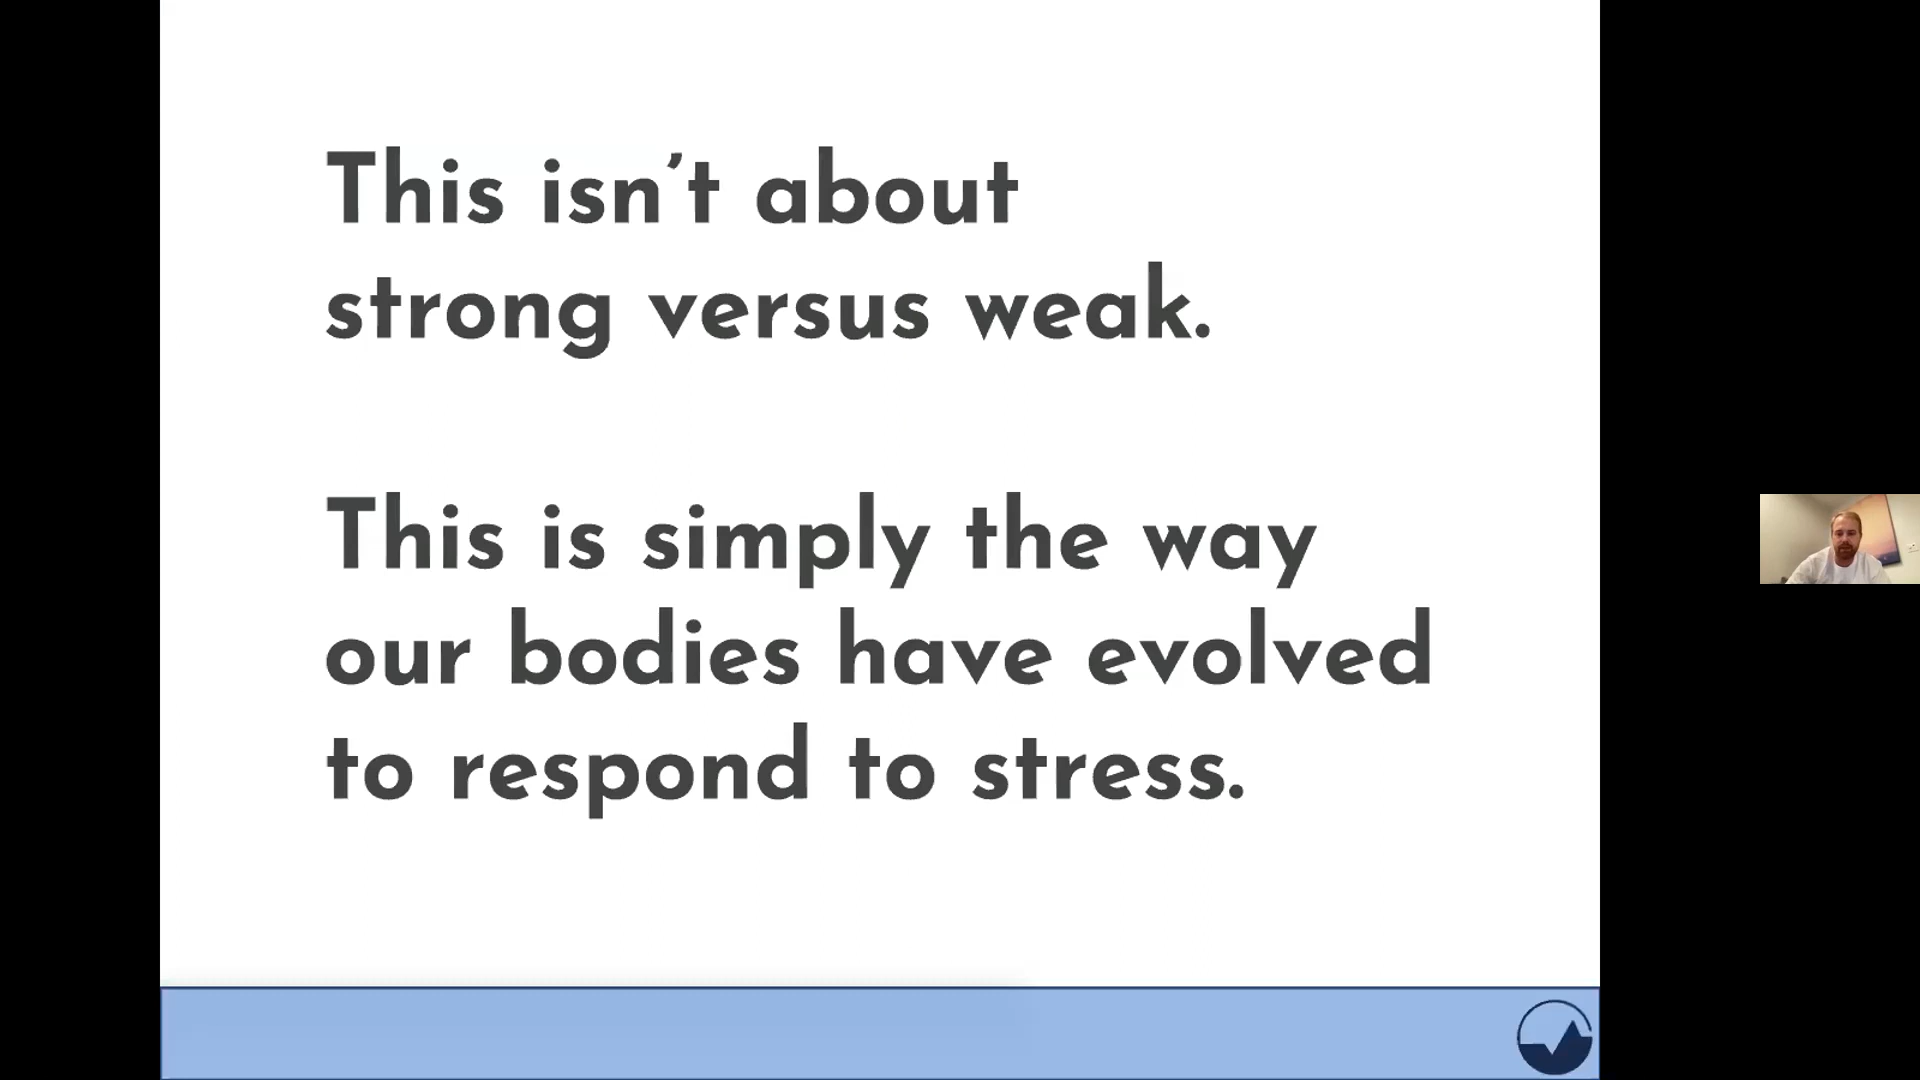 This isn’t about
strong versus weak.
This is simply the way
our bodies have evolved
to respond to stress.